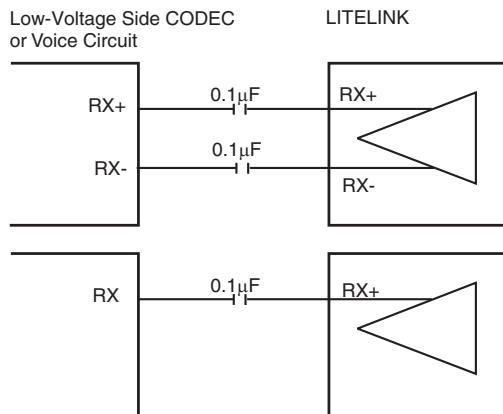 Low-Voltage Side CODEC
or Voice Circuit
LITELINK
RX+
0.1μF
RX+
RX-
0.1μF
RX-
RX
0.1μF
RX+